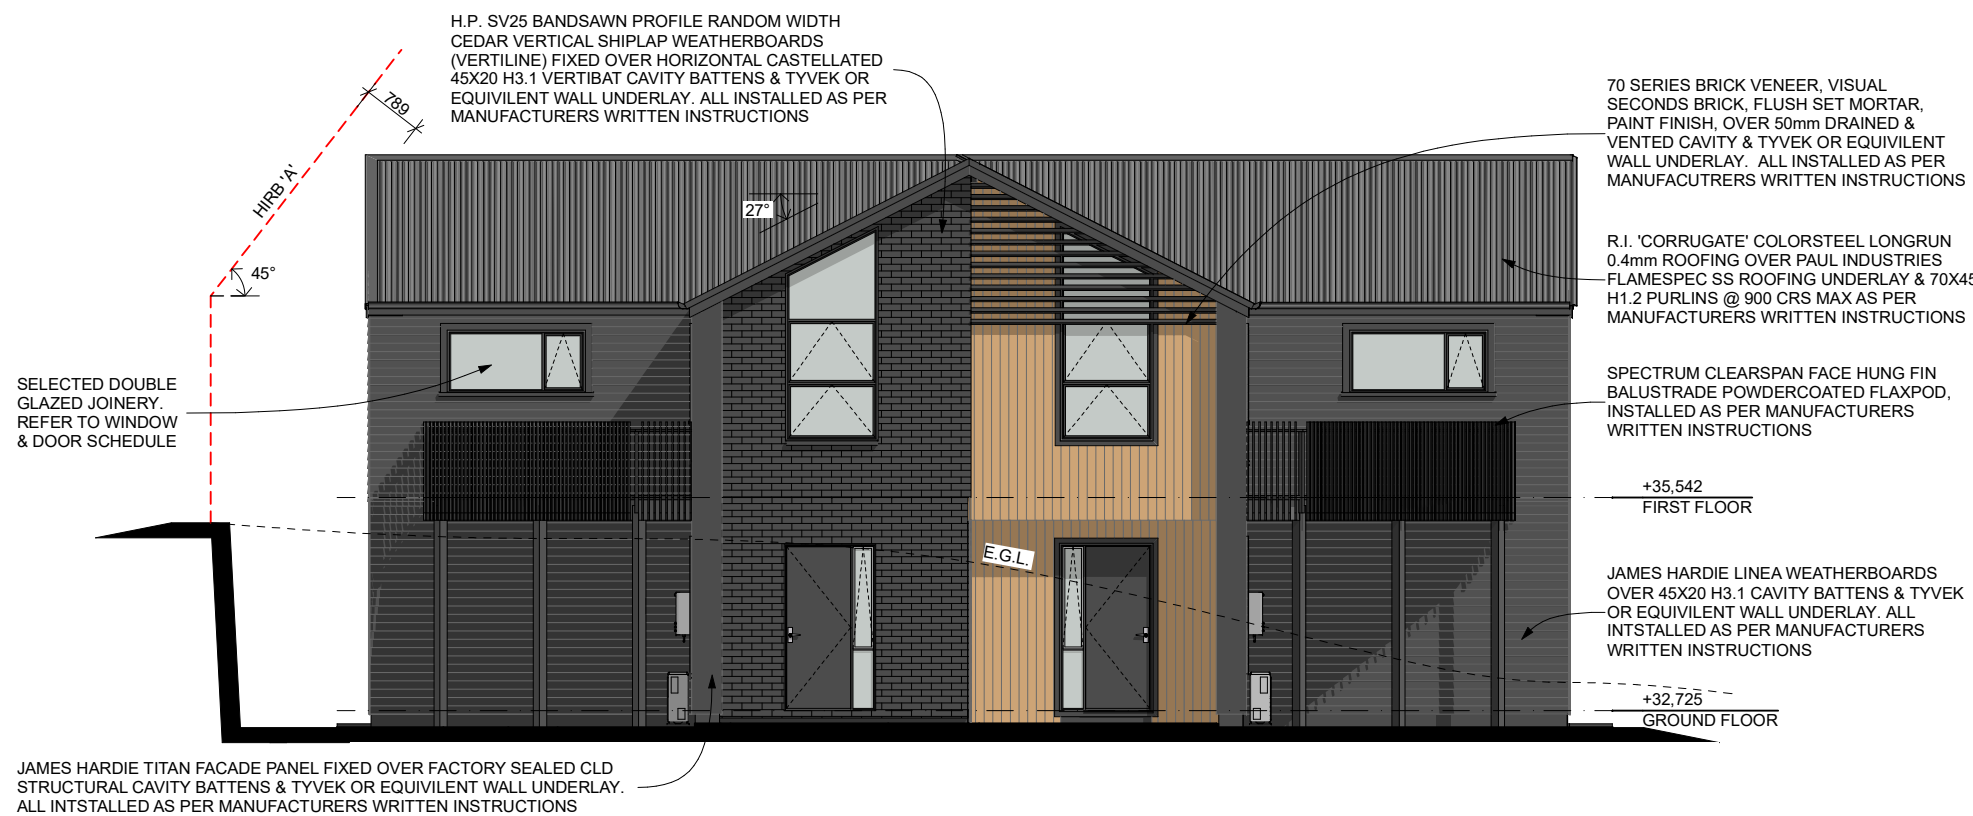 H.P. SV25 BANDSAWN PROFILE RANDOM WIDTH
CEDAR VERTICAL SHIPLAP WEATHERBOARDS
(VERTILINE) FIXED OVER HORIZONTAL CASTELLATED
45X20 H3.1 VERTIBAT CAVITY BATTENS & TYVEK OR
EQUIVILENT WALL UNDERLAY. ALL INSTALLED AS PER
MANUFACTURERS WRITTEN INSTRUCTIONS
789
HIRB 'A'
45°
27°
70 SERIES BRICK VENEER, VISUAL
SECONDS BRICK, FLUSH SET MORTAR,
PAINT FINISH, OVER 50mm DRAINED &
VENTED CAVITY & TYVEK OR EQUIVILENT
WALL UNDERLAY.  ALL INSTALLED AS PER
MANUFACUTRERS WRITTEN INSTRUCTIONS
R.I. 'CORRUGATE' COLORSTEEL LONGRUN
0.4mm ROOFING OVER PAUL INDUSTRIES
FLAMESPEC SS ROOFING UNDERLAY & 70X45
H1.2 PURLINS @ 900 CRS MAX AS PER
MANUFACTURERS WRITTEN INSTRUCTIONS
SELECTED DOUBLE
GLAZED JOINERY.
REFER TO WINDOW
& DOOR SCHEDULE
SPECTRUM CLEARSPAN FACE HUNG FIN
BALUSTRADE POWDERCOATED FLAXPOD,
INSTALLED AS PER MANUFACTURERS
WRITTEN INSTRUCTIONS
+35,542
FIRST FLOOR
E.G.L.
JAMES HARDIE LINEA WEATHERBOARDS
OVER 45X20 H3.1 CAVITY BATTENS & TYVEK
OR EQUIVILENT WALL UNDERLAY. ALL
INTSTALLED AS PER MANUFACTURERS
WRITTEN INSTRUCTIONS
+32,725
GROUND FLOOR
JAMES HARDIE TITAN FACADE PANEL FIXED OVER FACTORY SEALED CLD
STRUCTURAL CAVITY BATTENS & TYVEK OR EQUIVILENT WALL UNDERLAY.
ALL INTSTALLED AS PER MANUFACTURERS WRITTEN INSTRUCTIONS